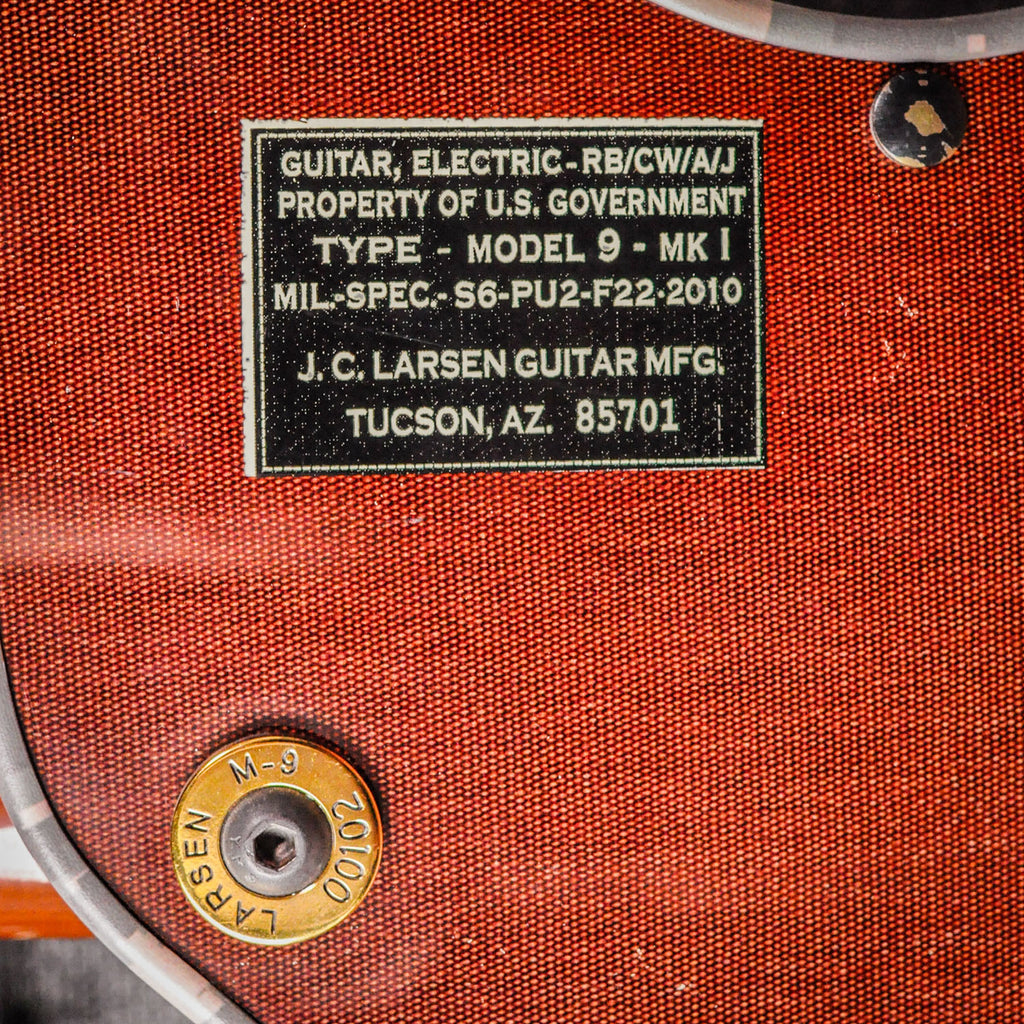 GUITAR, ELECTRIC-RB/CW/A/J
PROPERTY OF U.S. GOVERNMENT
TYPE - MODEL 9 - MK I
MIL.-SPEC.- S6-PU2-F22-2010
J. C. LARSEN GUITAR MFG.
TUCSON, AZ. 85701
M-9
20100
LARSEN